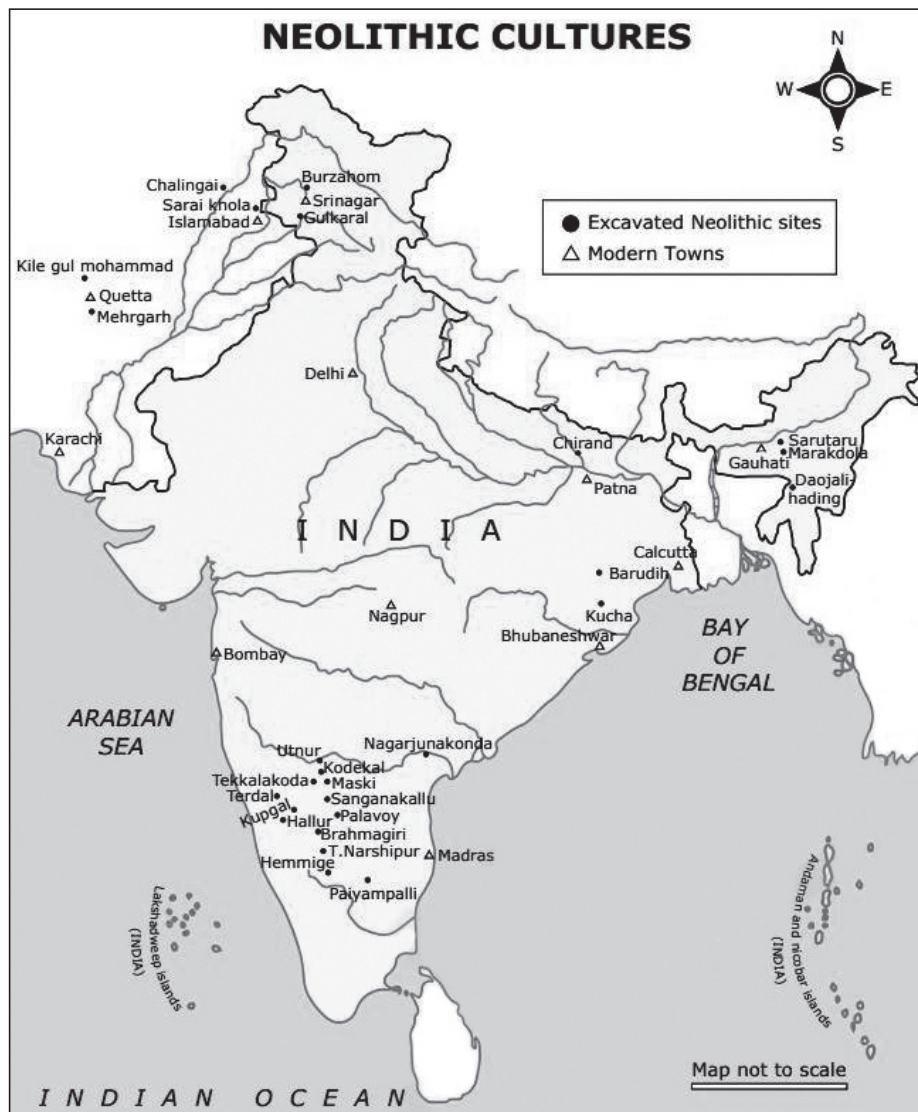 NEOLITHIC CULTURES
N
W E
S
Excavated Neolithic sites
Modern Towns
Chalingai
Burzahom
Sarai khola
Srinagar
Islamabad
Gulkaral
Kile gul mohammad
Quetta
Mehrgarh
Delhi
Karachi
Chirand
Patna
Sarutaru
Marakdola
Gauhati
Daojali-
hading
INDIA
Calcutta
Barudih
Kucha
Nagpur
Bhubaneshwar
Bombay
BAY
OF
BENGAL
ARABIAN
SEA
Utnur
Nagarjunakonda
Kodekal
Tekkalakoda
Maski
Terdal
Sanganakallu
Kupgal
Hallur
Palavoy
Brahmagiri
T.Narshipur
Hemmige
Madras
Paiyampalli
Lakshadweep islands
(INDIA)
Andaman and nicobar islands
(INDIA)
Map not to scale
INDIAN OCEAN